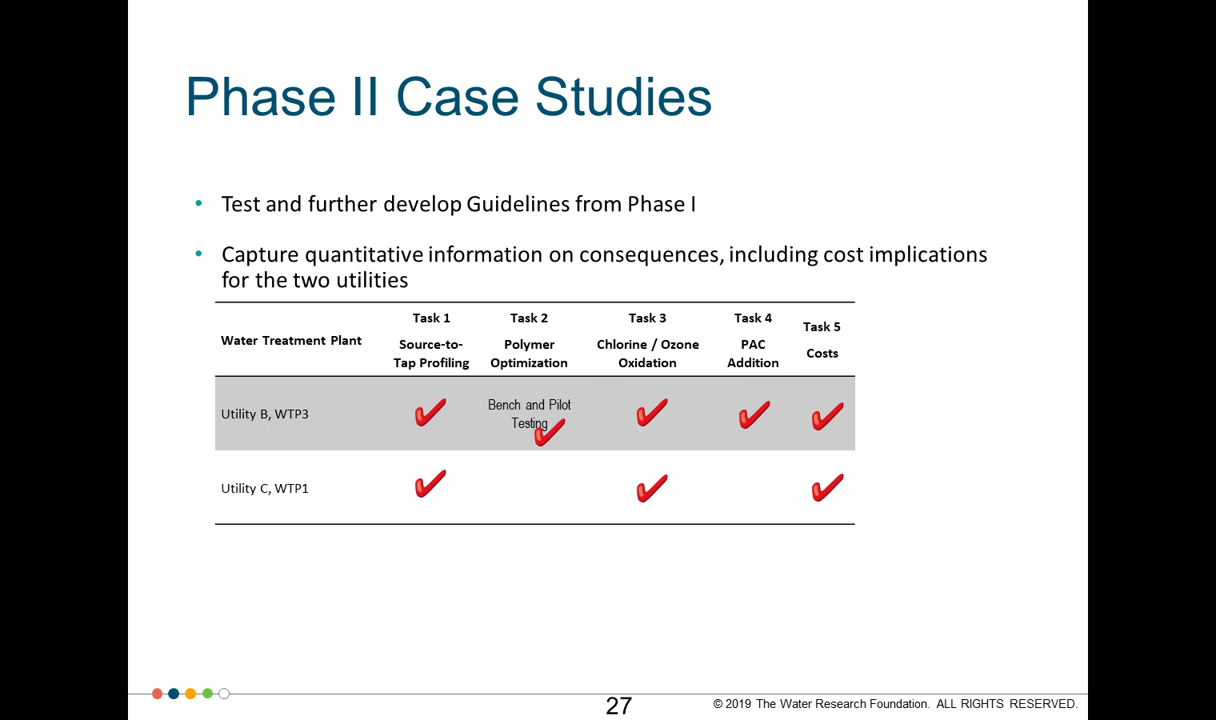 Phase II Case Studies
• Test and further develop Guidelines from Phase I
• Capture quantitative information on consequences, including cost implications
for the two utilities
Water Treatment Plant
Task 1
Source-to-
Tap Profiling
Task 2
Polymer
Optimization
Task 3
Chlorine / Ozone
Oxidation
Task 4
PAC
Addition
Task 5
Costs
Utility B, WTP3
Bench and Pilot
Testing
Utility C, WTP1
27
© 2019 The Water Research Foundation. ALL RIGHTS RESERVED.